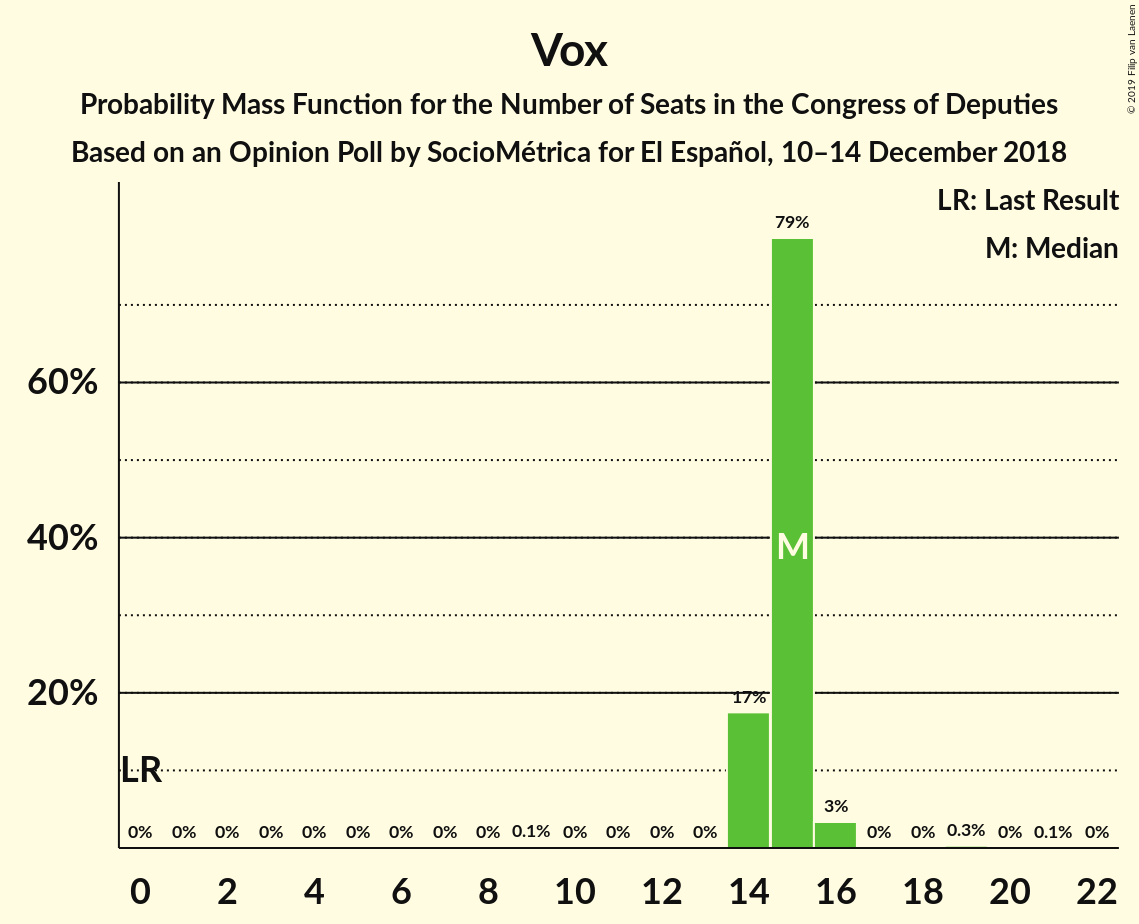 Vox
Probability Mass Function for the Number of Seats in the Congress of Deputies
Based on an Opinion Poll by SocioMétrica for El Español, 10–14 December 2018
© 2019 Filip van Laenen
LR: Last Result
M: Median
79%
60%
40%
M
20%
17%
LR
3%
0% 0% 0% 0% 0% 0% 0% 0% 0% 0.1% 0% 0% 0% 0% 0% 0% 0.3% 0% 0.1% 0%
0 2 4 6 8 10 12 14 16 18 20 22